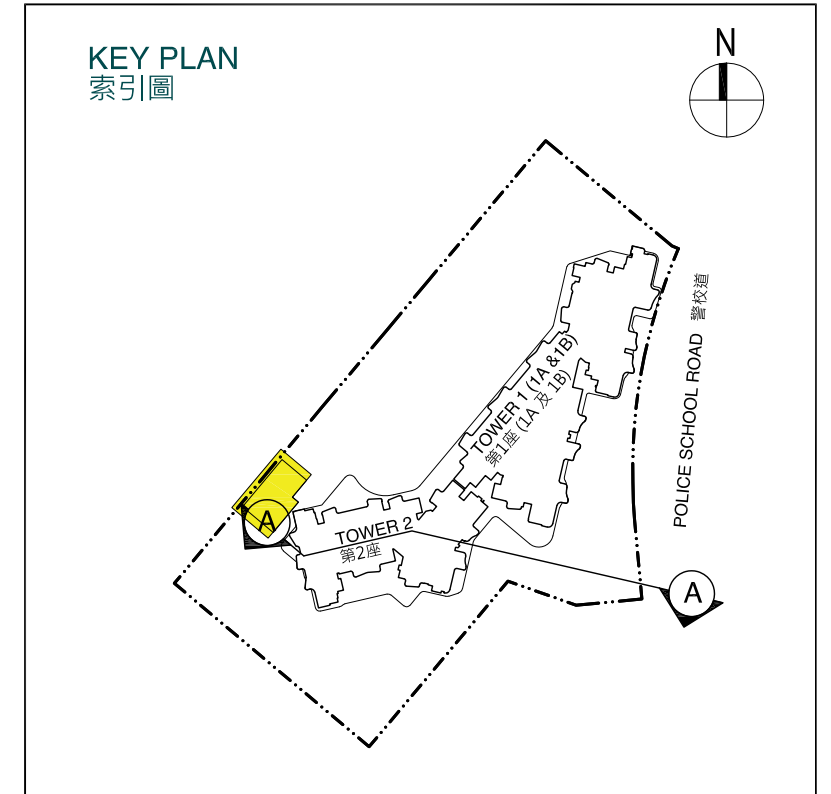 KEY PLAN
索引圖
N
POLICE SCHOOL ROAD 警校道
TOWER 1 (1A &1B)
第1座 (1A 及 1B)
A
TOWER 2
第2座
A